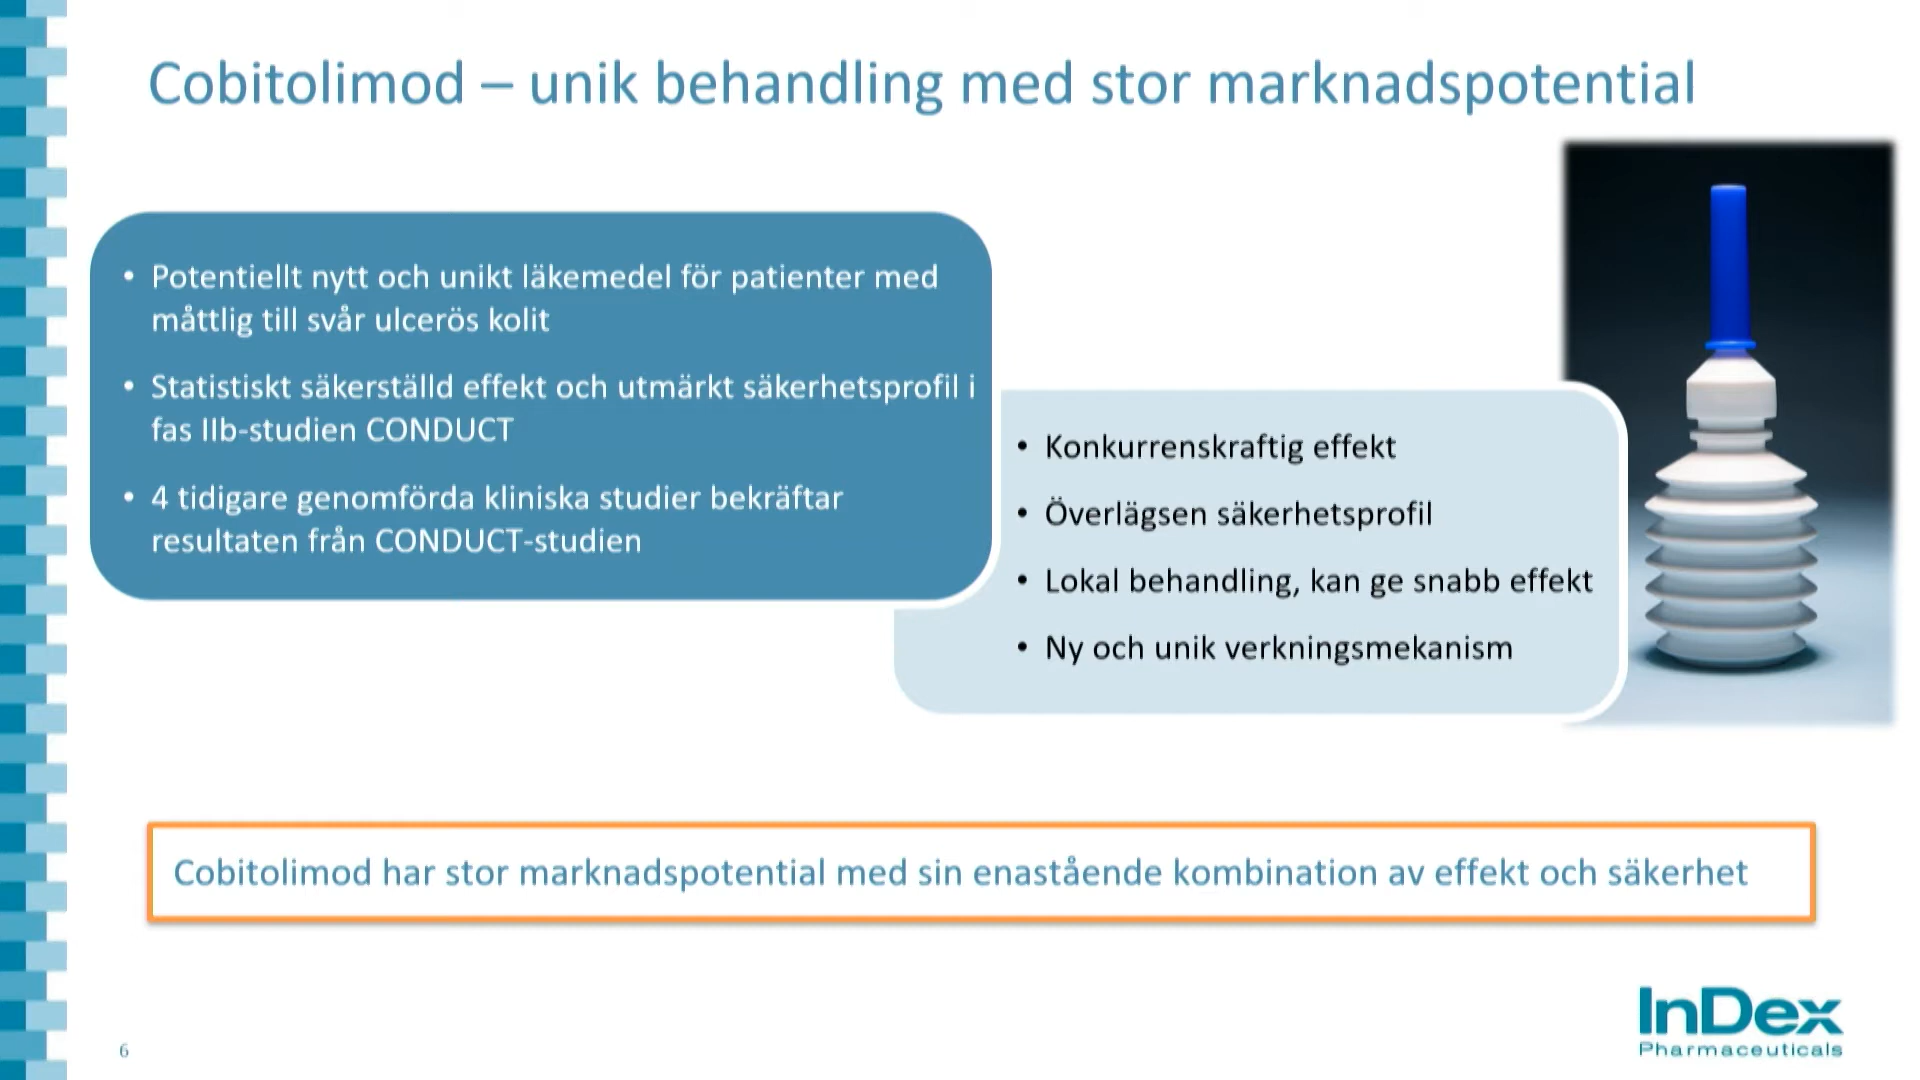 Cobitolimod – unik behandling med stor marknadspotential
• Potentiellt nytt och unikt läkemedel för patienter med
måttlig till svår ulcerös kolit
• Statistiskt säkerställd effekt och utmärkt säkerhetsprofil i
fas IIb-studien CONDUCT
• 4 tidigare genomförda kliniska studier bekräftar
resultaten från CONDUCT-studien
• Konkurrenskraftig effekt
• Överlägsen säkerhetsprofil
• Lokal behandling, kan ge snabb effekt
• Ny och unik verkningsmekanism
Cobitolimod har stor marknadspotential med sin enastående kombination av effekt och säkerhet
6
InDex
Pharmaceuticals